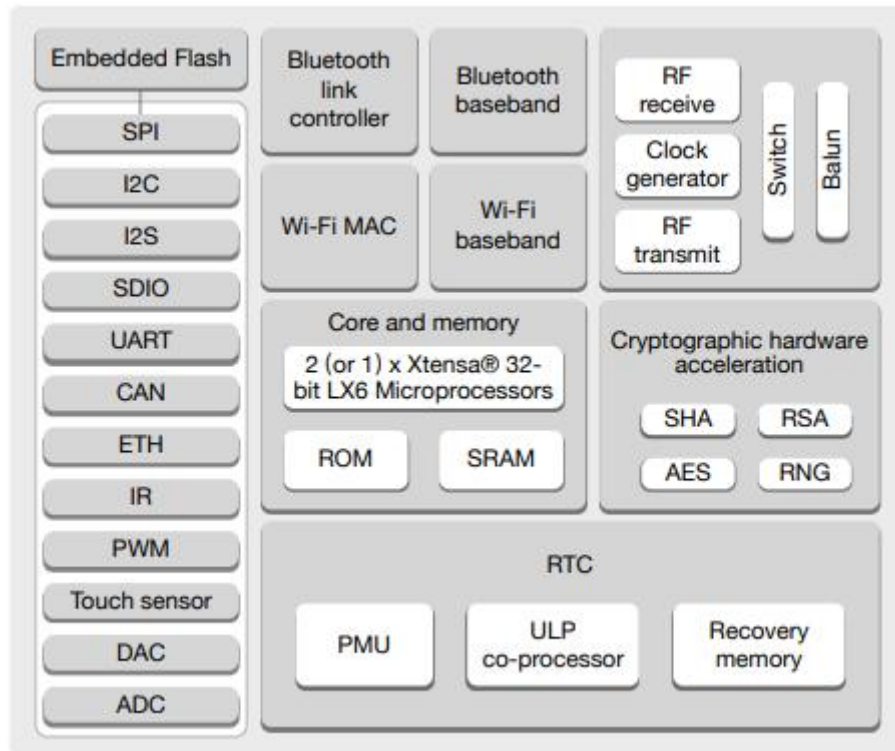 Embedded Flash
SPI
I2C
I2S
SDIO
UART
CAN
ETH
IR
PWM
Touch sensor
DAC
ADC
Bluetooth
link
controller
Bluetooth
baseband
Wi-Fi MAC
Wi-Fi
baseband
RF
receive
Clock
generator
RF
transmit
Switch
Balun
Core and memory
2 (or 1) x Xtensa® 32-
bit LX6 Microprocessors
ROM
SRAM
Cryptographic hardware
acceleration
SHA
RSA
AES
RNG
RTC
PMU
ULP
co-processor
Recovery
memory